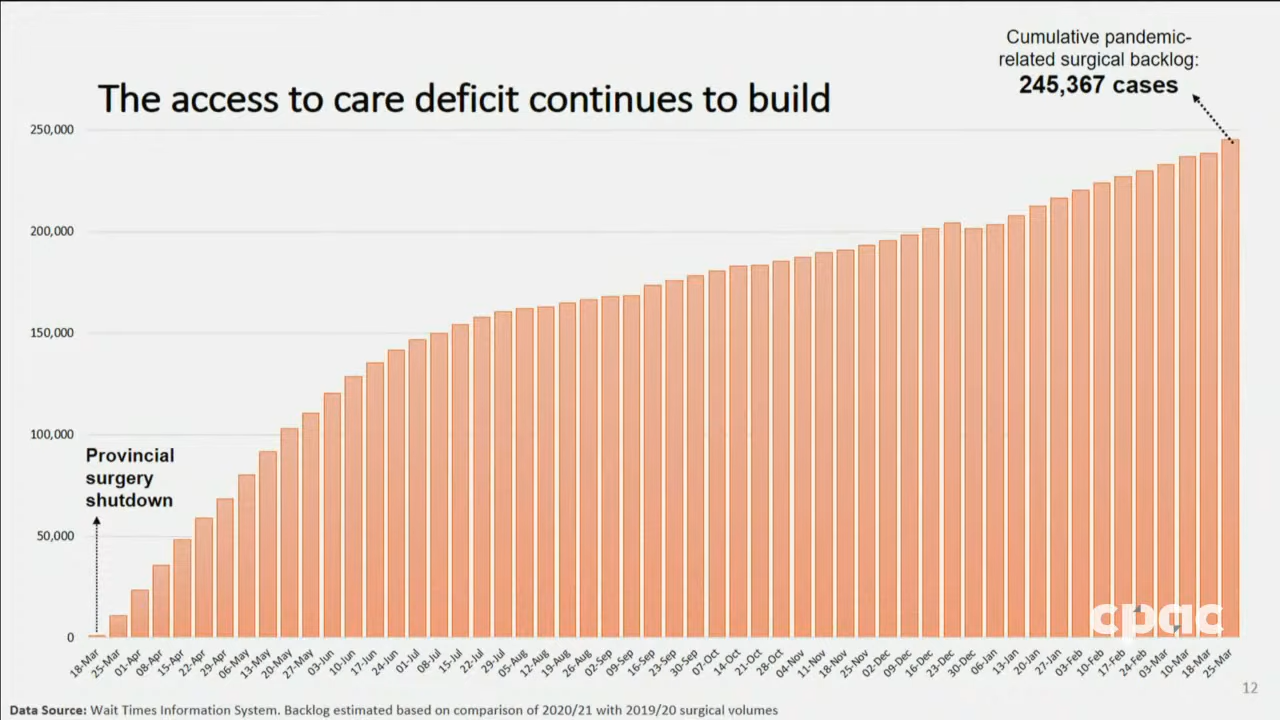 Cumulative pandemic-
related surgical backlog:
245,367 cases
The access to care deficit continues to build
250,000
200,000
150,000
100,000
50,000
0
Provincial
surgery
shutdown
18-Mar
25-Mar
01-Apr
08-Apr
15-Apr
22-Apr
29-Apr
06-May
13-May
20-May
27-May
03-Jun
10-Jun
17-Jun
24-Jun
01-Jul
08-Jul
15-Jul
22-Jul
29-Jul
05-Aug
12-Aug
19-Aug
26-Aug
02-Sep
09-Sep
16-Sep
23-Sep
30-Sep
07-Oct
14-Oct
21-Oct
28-Oct
04-Nov
11-Nov
18-Nov
25-Nov
02-Dec
09-Dec
16-Dec
23-Dec
30-Dec
06-Jan
13-Jan
20-Jan
27-Jan
03-Feb
10-Feb
17-Feb
24-Feb
03-Mar
10-Mar
18-Mar
25-Mar
cpac
12
Data Source: Wait Times Information System. Backlog estimated based on comparison of 2020/21 with 2019/20 surgical volumes